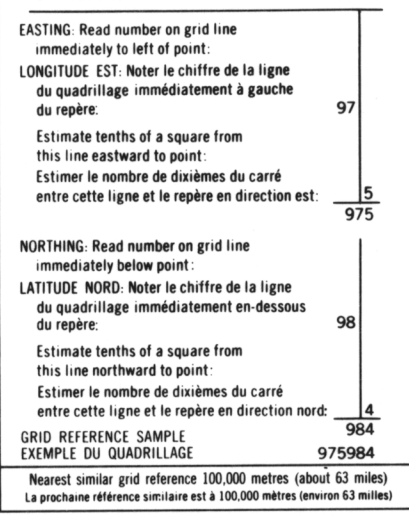 EASTING: Read number on grid line
immediately to left of point:
LONGITUDE EST: Noter le chiffre de la ligne
du quadrillage immédiatement à gauche
du repère: 97
Estimate tenths of a square from
this line eastward to point:
Estimer le nombre de dixièmes du carré
entre cette ligne et le repère en direction est: 5
975
NORTHING: Read number on grid line
immediately below point:
LATITUDE NORD: Noter le chiffre de la ligne
du quadrillage immédiatement en-dessous
du repère: 98
Estimate tenths of a square from
this line northward to point:
Estimer le nombre de dixièmes du carré
entre cette ligne et le repère en direction nord: 4
GRID REFERENCE SAMPLE 984
EXEMPLE DU QUADRILLAGE 975984
Nearest similar grid reference 100,000 metres (about 63 miles)
La prochaine référence similaire est à 100,000 mètres (environ 63 milles)